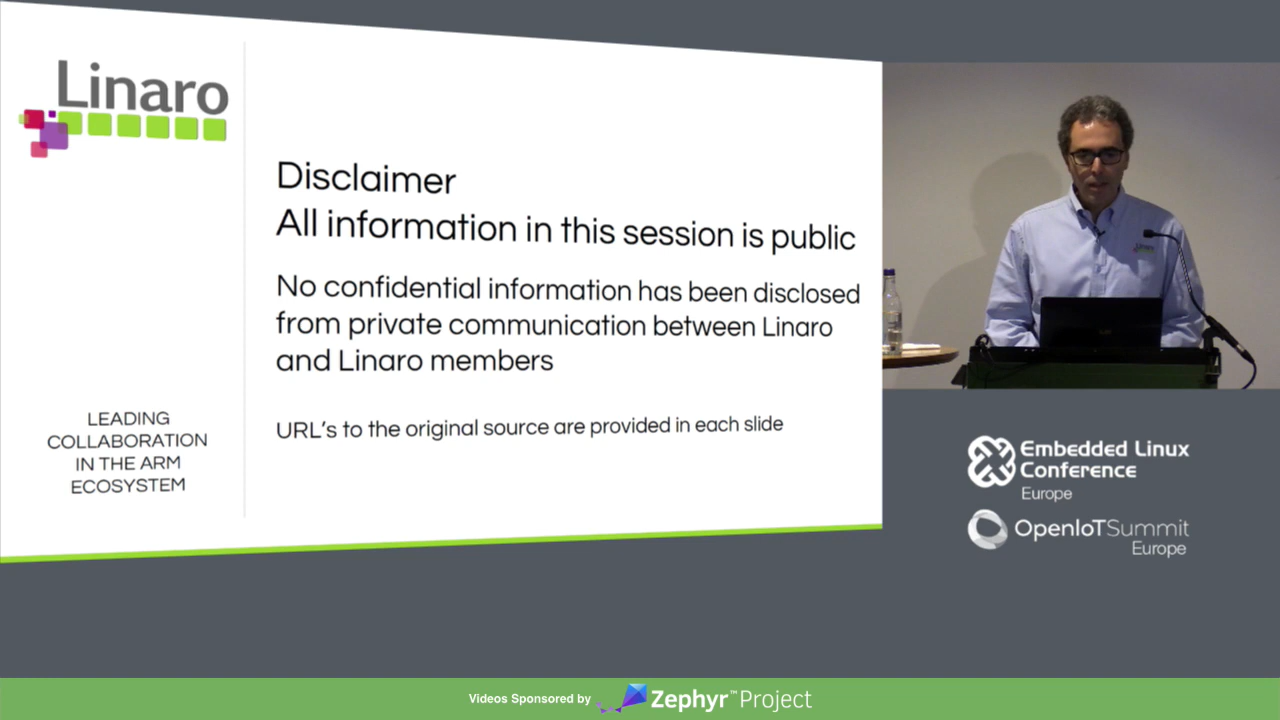 Linaro
LEADING
COLLABORATION
IN THE ARM
ECOSYSTEM
Disclaimer
All information in this session is public
No confidential information has been disclosed
from private communication between Linaro
and Linaro members
URL's to the original source are provided in each slide
Embedded Linux
Conference
Europe
OpenIoTSummit
Europe
Videos Sponsored by Zephyr™Project